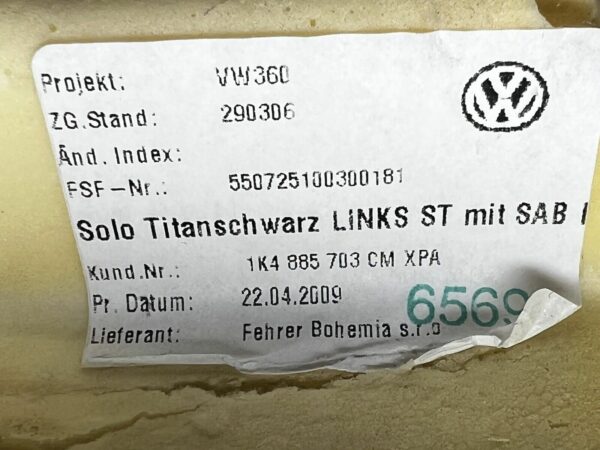 Projekt: VW360
ZG.Stand: 290306
Änd. Index:
FSF-Nr.: 550725100300181
Solo Titanschwarz LINKS ST mit SAB
Kund.Nr.: 1K4 885 703 CM XPA
Pr. Datum: 22.04.2009
6569
Lieferant: Fehrer Bohemia s.r.o